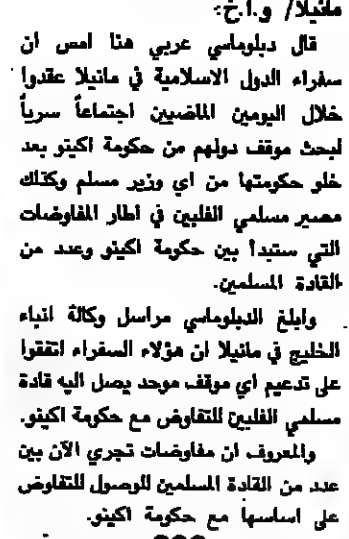 مانيلا/ و.ا.خ:
قال دبلوماسي عربي هنا امس ان
سفراء الدول الاسلامية في مانيلا عقدوا
خلال اليومين الماضيين اجتماعاً سرياً
لبحث موقف دولهم من حكومة اكينو بعد
خلو حكومتها من اي وزير مسلم وكذلك
مصير مسلمي الفلبين في اطار المفاوضات
التي ستبدأ بين حكومة اكينو وعدد من
القادة المسلمين.
وابلغ الدبلوماسي مراسل وكالة انباء
الخليج في مانيلا ان هؤلاء السفراء اتفقوا
على تدعيم اي موقف موحد يصل اليه قادة
مسلمي الفلبين للتفاوض مع حكومة اكينو.
والمعروف ان مفاوضات تجري الآن بين
عدد من القادة المسلمين للوصول للتفاوض
على اساسها مع حكومة اكينو.